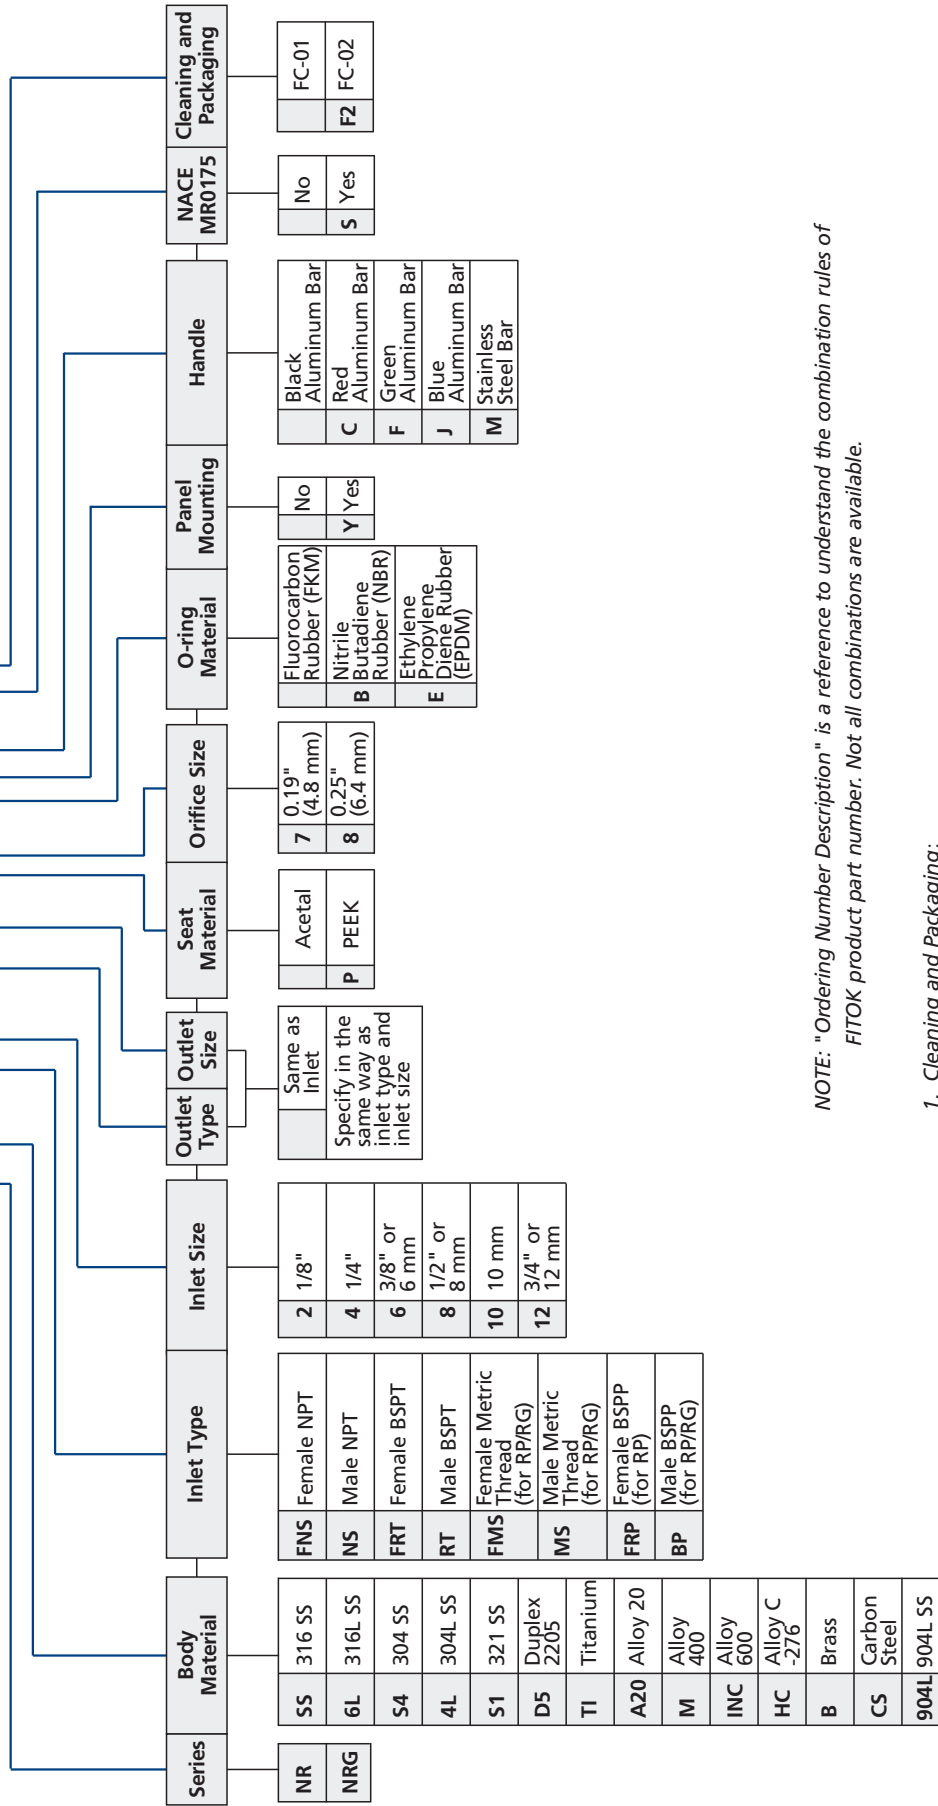 Series
NR
NRG
Body
Material
SS 316 SS
6L 316L SS
S4 304 SS
4L 304L SS
S1 321 SS
D5 Duplex
2205
TI Titanium
A20 Alloy 20
M Alloy
400
INC Alloy
600
HC Alloy C
-276
B Brass
CS Carbon
Steel
904L 904L SS
Inlet Type
FNS Female NPT
NS Male NPT
FRT Female BSPT
RT Male BSPT
FMS Female Metric
Thread
(for RP/RG)
MS Male Metric
Thread
(for RP/RG)
FRP Female BSPP
(for RP)
BP Male BSPP
(for RP/RG)
Inlet Size
2 1/8"
4 1/4"
6 3/8" or
6 mm
8 1/2" or
8 mm
10 10 mm
12 3/4" or
12 mm
Outlet
Type
Outlet
Size
Same as
Inlet
Specify in the
same way as
inlet type and
inlet size
Seat
Material
Acetal
P PEEK
Orifice Size
7 0.19"
(4.8 mm)
8 0.25"
(6.4 mm)
O-ring
Material
Fluorocarbon
Rubber (FKM)
B Nitrile
Butadiene
Rubber (NBR)
E Ethylene
Propylene
Diene Rubber
(EPDM)
Panel
Mounting
No
Y Yes
Handle
Black
Aluminum Bar
C Red
Aluminum Bar
F Green
Aluminum Bar
J Blue
Aluminum Bar
M Stainless
Steel Bar
NACE
MR0175
No
S Yes
Cleaning and
Packaging
FC-01
F2 FC-02
NOTE: "Ordering Number Description" is a reference to understand the combination rules of
FITOK product part number. Not all combinations are available.
1. Cleaning and Packaging: